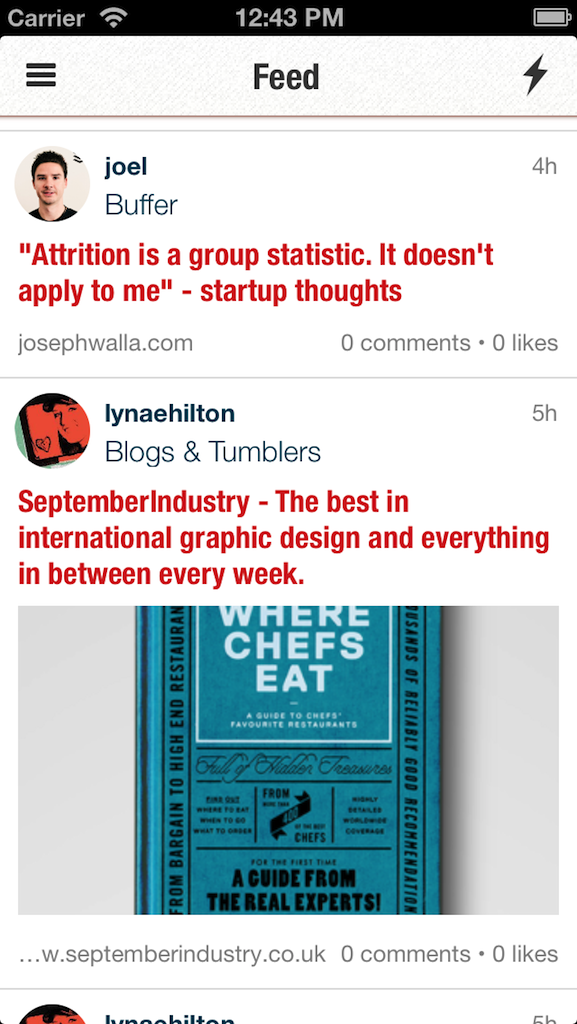 Carrier 12:43 PM
Feed
joel 4h
Buffer
"Attrition is a group statistic. It doesn't
apply to me" - startup thoughts
josephwalla.com 0 comments • 0 likes
lynaehilton 5h
Blogs & Tumblers
SeptemberIndustry - The best in
international graphic design and everything
in between every week.
WHERE
CHEFS
EAT
A GUIDE TO CHEFS'
FAVOURITE RESTAURANTS
Full of Hidden Treasures
FIND OUT
WHERE TO EAT
WHEN TO GO
WHAT TO ORDER
FROM
MORE THAN
400
OF THE BEST
CHEFS
HIGHLY
DETAILED
WORLDWIDE
COVERAGE
FOR THE FIRST TIME
A GUIDE FROM
THE REAL EXPERTS!
FROM BARGAIN TO HIGH END RESTAURAN
OUSANDS OF RELIABLY GOOD RECOMMENDATION
...w.septemberindustry.co.uk 0 comments • 0 likes
lynaehilton 5h